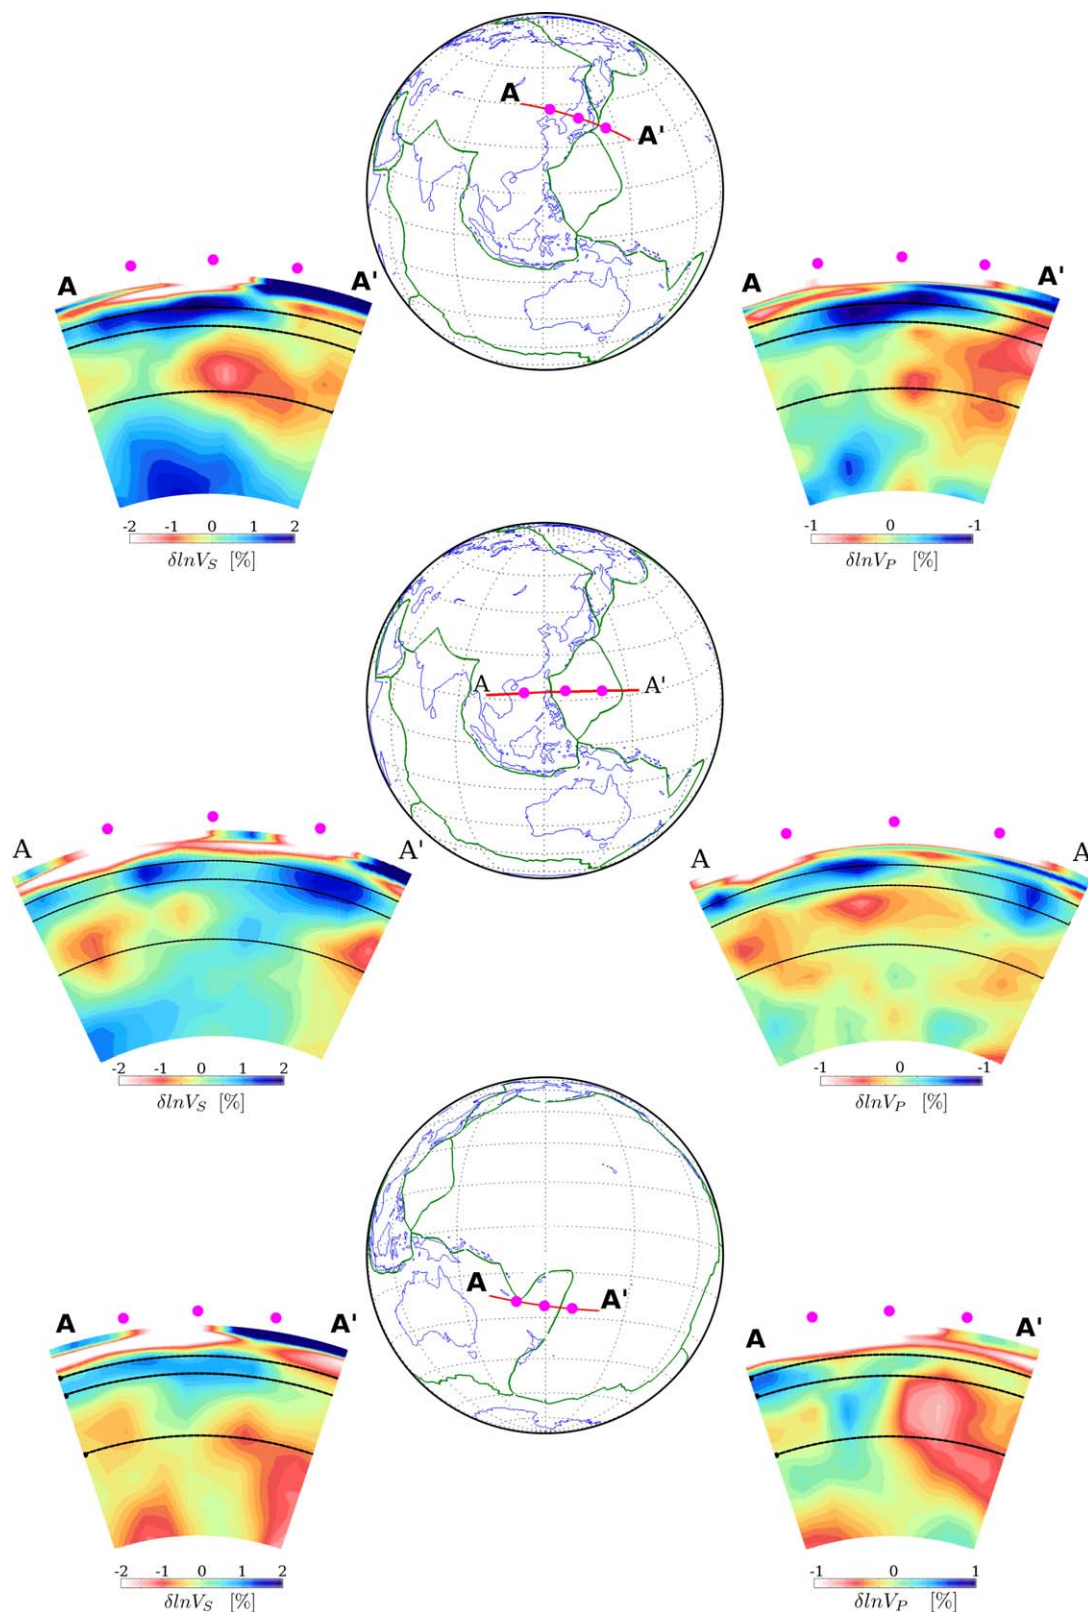 A
A'
A
A'
A
A'
-2 -1 0 1 2
δlnV_S [%]
-1 0 -1
δlnV_P [%]
A
A'
A
A'
A
A
-2 -1 0 1 2
δlnV_S [%]
-1 0 -1
δlnV_P [%]
A
A'
A
A'
A
A'
-2 -1 0 1 2
δlnV_S [%]
-1 0 1
δlnV_P [%]